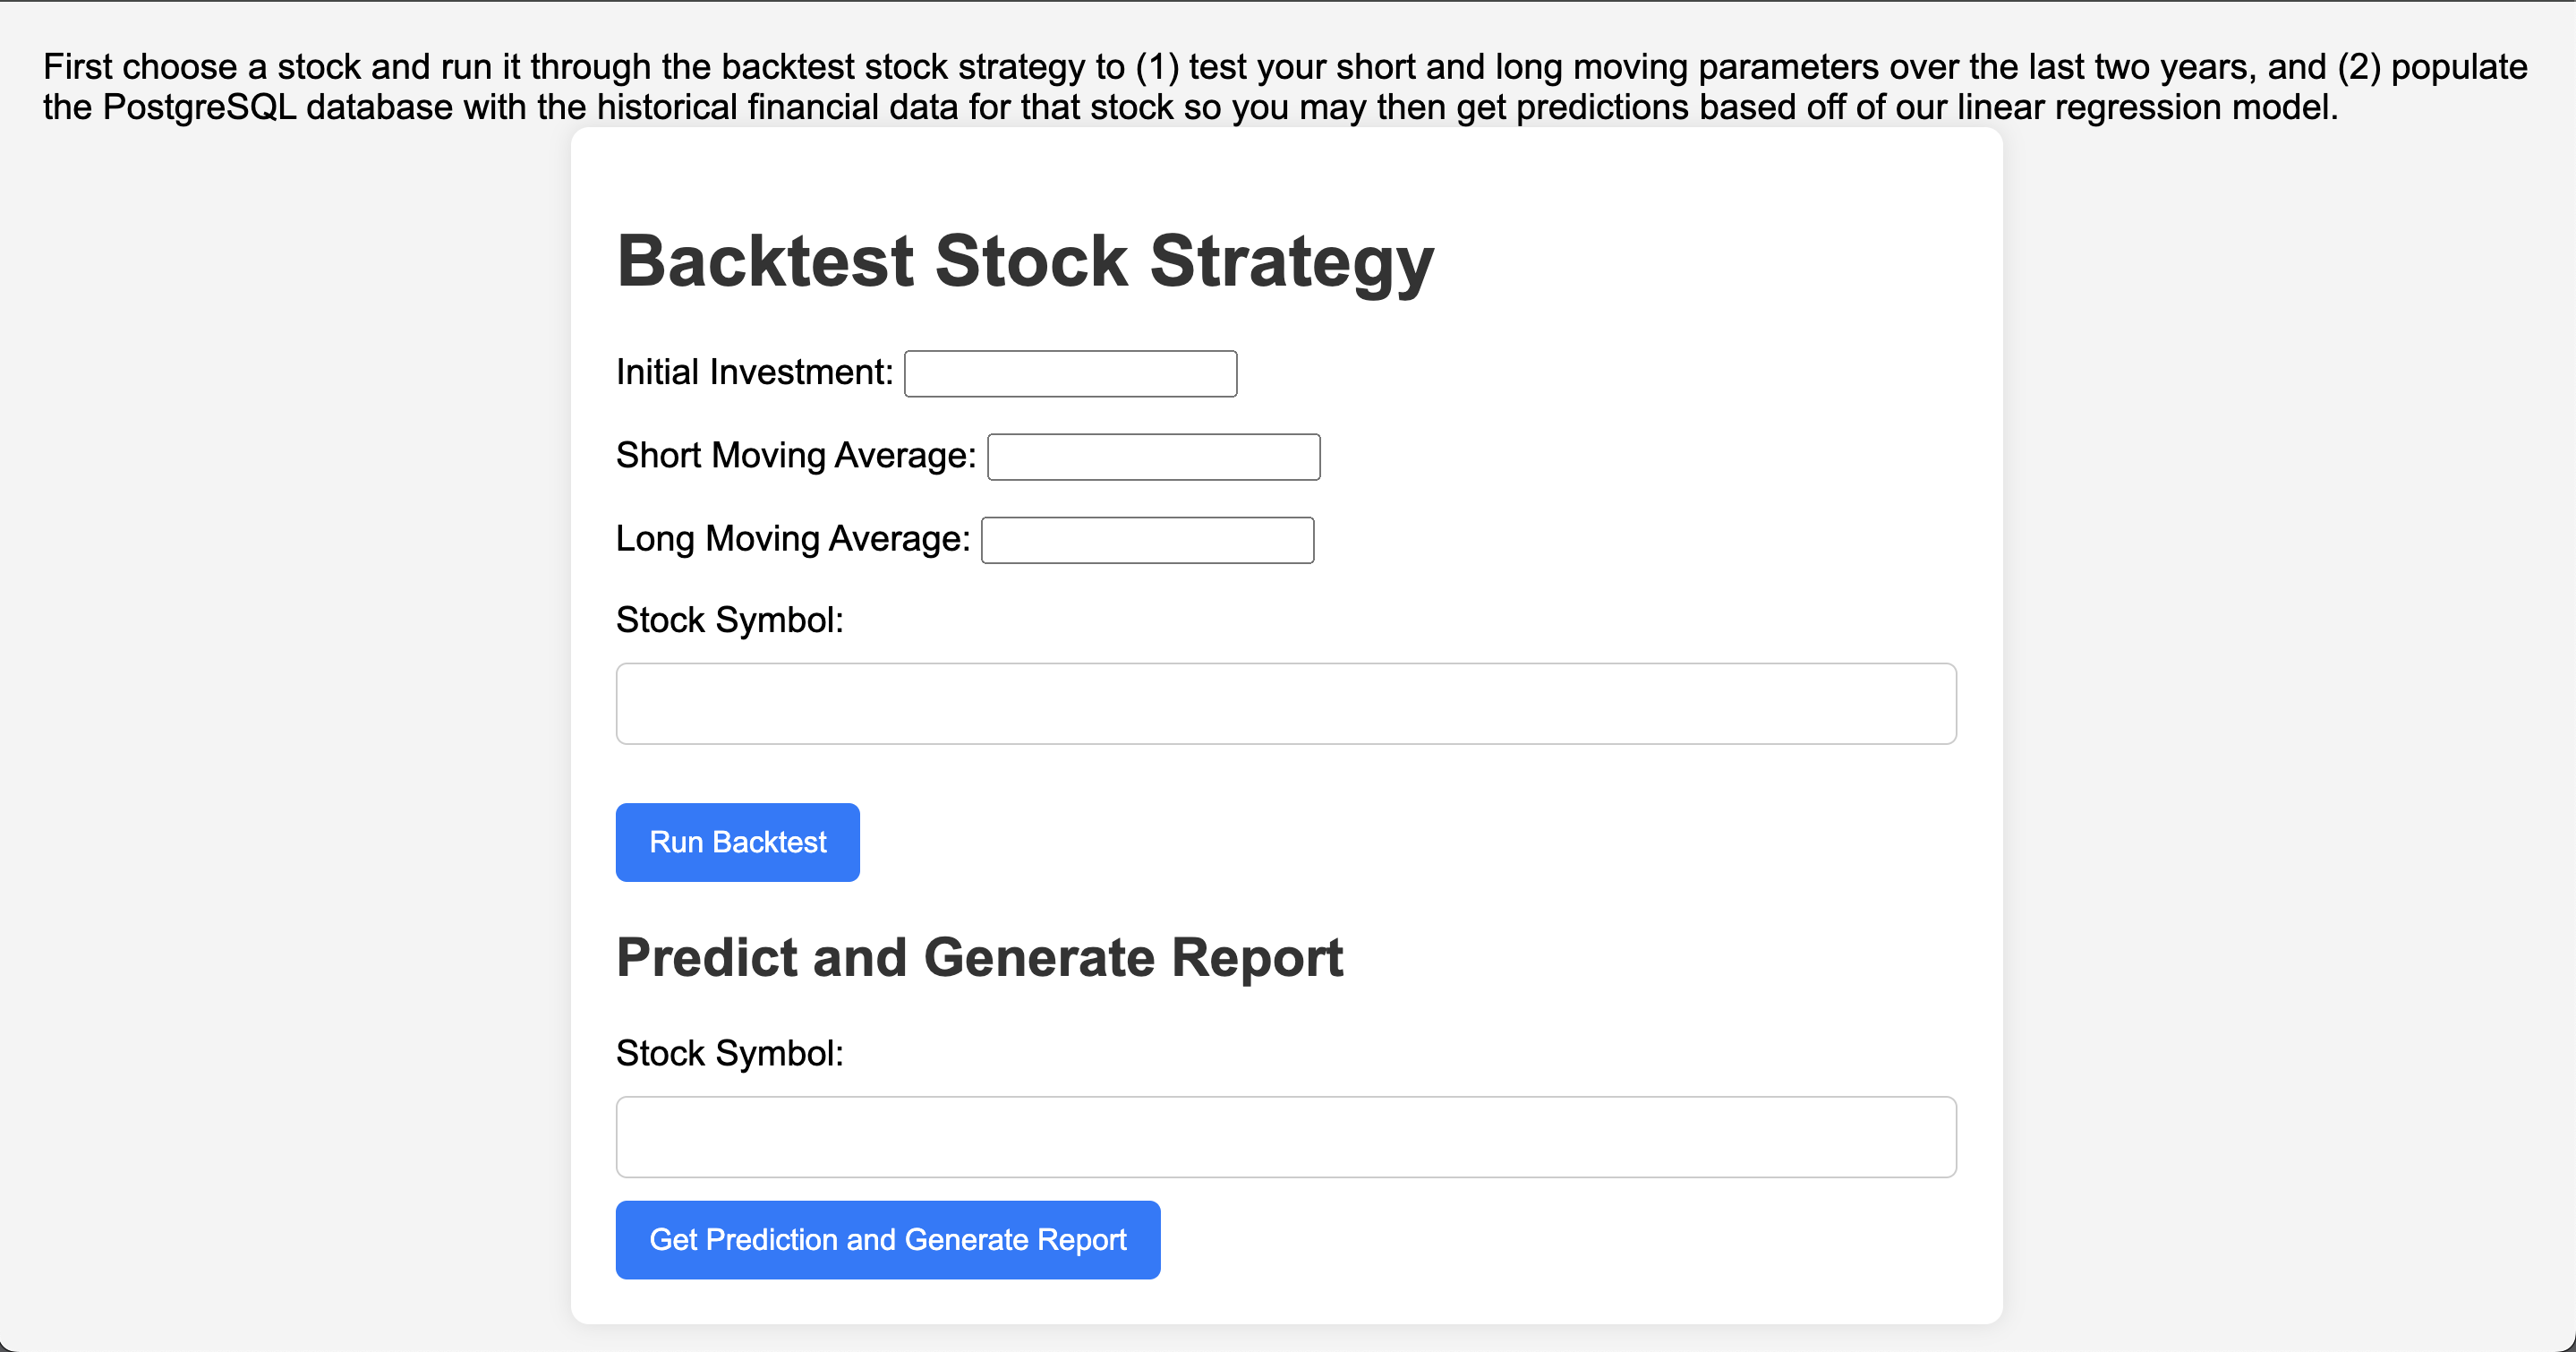 First choose a stock and run it through the backtest stock strategy to (1) test your short and long moving parameters over the last two years, and (2) populate
the PostgreSQL database with the historical financial data for that stock so you may then get predictions based off of our linear regression model.
Backtest Stock Strategy
Initial Investment:
Short Moving Average:
Long Moving Average:
Stock Symbol:
Run Backtest
Predict and Generate Report
Stock Symbol:
Get Prediction and Generate Report